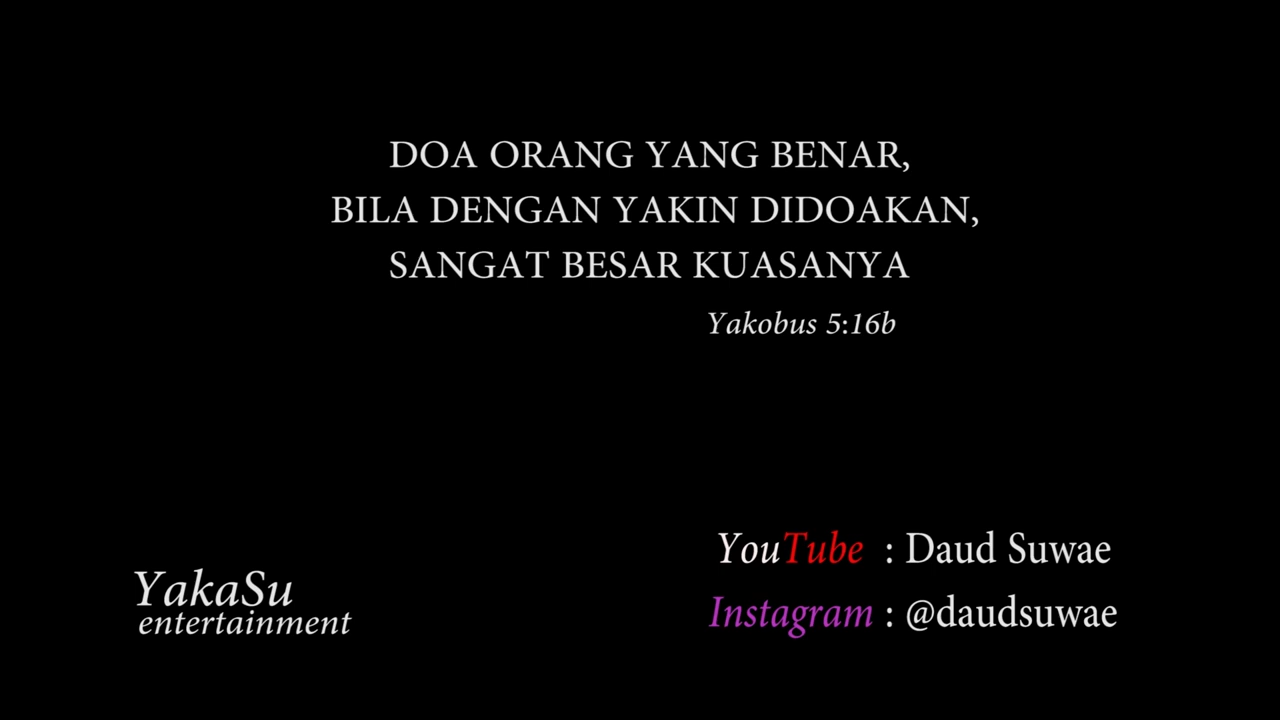 DOA ORANG YANG BENAR,
BILA DENGAN YAKIN DIDOAKAN,
SANGAT BESAR KUASANYA
Yakobus 5:16b
YouTube : Daud Suwae
Instagram : @daudsuwae
YakaSu
entertainment